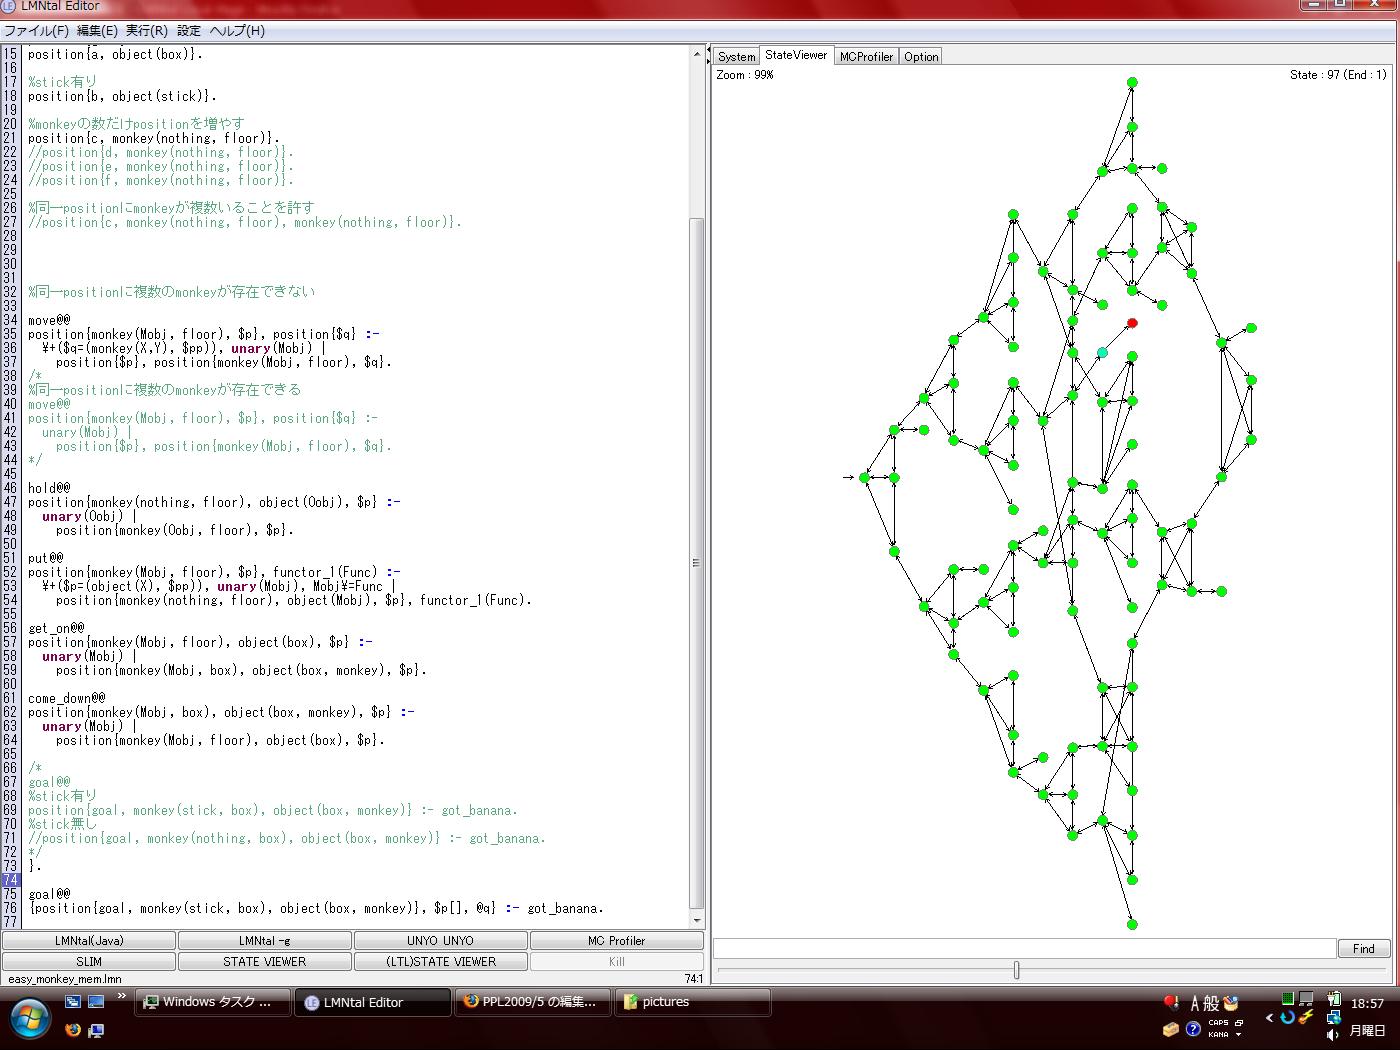 LMNtal Editor
ファイル(F) 編集(E) 実行(R) 設定 ヘルプ(H)
15 position{a, object(box)}.
16
17 %stick有り
18 position{b, object(stick)}.
19
20 %monkeyの数だけpositionを増やす
21 position{c, monkey(nothing, floor)}.
22 //position{d, monkey(nothing, floor)}.
23 //position{e, monkey(nothing, floor)}.
24 //position{f, monkey(nothing, floor)}.
25
26 %同一positionにmonkeyが複数いることを許す
27 //position{c, monkey(nothing, floor), monkey(nothing, floor)}.
28
29
30
31
32 %同一positionに複数のmonkeyが存在できない
33
34 move@@
35 position{monkey(Mobj, floor), $p}, position{$q} :-
36 ¥+($q=(monkey(X,Y), $pp)), unary(Mobj) |
37 position{$p}, position{monkey(Mobj, floor), $q}.
38 /*
39 %同一positionに複数のmonkeyが存在できる
40 move@@
41 position{monkey(Mobj, floor), $p}, position{$q} :-
42 unary(Mobj) |
43 position{$p}, position{monkey(Mobj, floor), $q}.
44 */
45
46 hold@@
47 position{monkey(nothing, floor), object(Oobj), $p} :-
48 unary(Oobj) |
49 position{monkey(Oobj, floor), $p}.
50
51 put@@
52 position{monkey(Mobj, floor), $p}, functor_1(Func) :-
53 ¥+($p=(object(X), $pp)), unary(Mobj), Mobj¥=Func |
54 position{monkey(nothing, floor), object(Mobj), $p}, functor_1(Func).
55
56 get_on@@
57 position{monkey(Mobj, floor), object(box), $p} :-
58 unary(Mobj) |
59 position{monkey(Mobj, box), object(box, monkey), $p}.
60
61 come_down@@
62 position{monkey(Mobj, box), object(box, monkey), $p} :-
63 unary(Mobj) |
64 position{monkey(Mobj, floor), object(box), $p}.
65
66 /*
67 goal@@
68 %stick有り
69 position{goal, monkey(stick, box), object(box, monkey)} :- got_banana.
70 %stick無し
71 //position{goal, monkey(nothing, box), object(box, monkey)} :- got_banana.
72 */
73 }.
74
75 goal@@
76 {position{goal, monkey(stick, box), object(box, monkey)}, $p[], @q} :- got_banana.
77
LMNtal(Java) LMNtal -g UNYO UNYO MC Profiler
SLIM STATE VIEWER (LTL)STATE VIEWER Kill
easy_monkey_mem.lmn 74:1
System StateViewer MCProfiler Option
Zoom : 99% State : 97 (End : 1)
Find
Windows タスク ... LMNtal Editor PPL2009/5 の編集... pictures
A 般
CAPS
KANA
18:57
月曜日